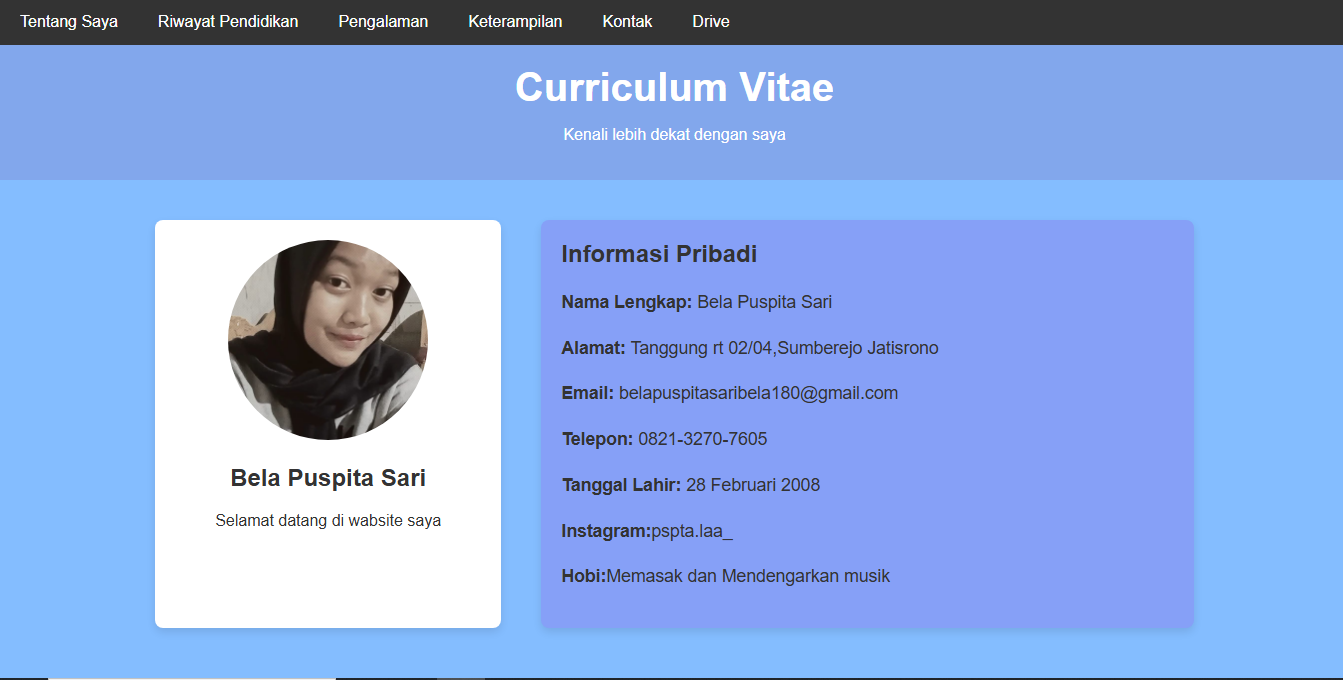 Tentang Saya Riwayat Pendidikan Pengalaman Keterampilan Kontak Drive
Curriculum Vitae
Kenali lebih dekat dengan saya
Bela Puspita Sari
Selamat datang di wabsite saya
Informasi Pribadi
Nama Lengkap: Bela Puspita Sari
Alamat: Tanggung rt 02/04,Sumberejo Jatisrono
Email: belapuspitasaribela180@gmail.com
Telepon: 0821-3270-7605
Tanggal Lahir: 28 Februari 2008
Instagram:pspta.laa_
Hobi:Memasak dan Mendengarkan musik